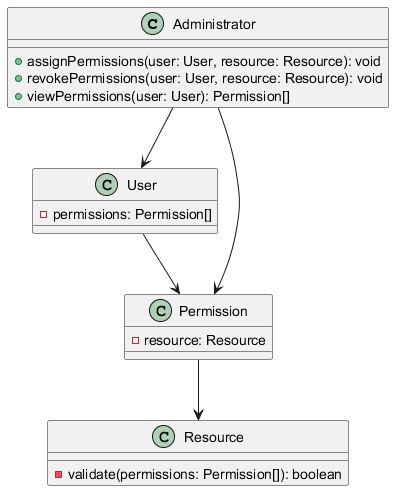 C Administrator
assignPermissions(user: User, resource: Resource): void
revokePermissions(user: User, resource: Resource): void
viewPermissions(user: User): Permission[]
C User
permissions: Permission[]
C Permission
resource: Resource
C Resource
validate(permissions: Permission[]): boolean